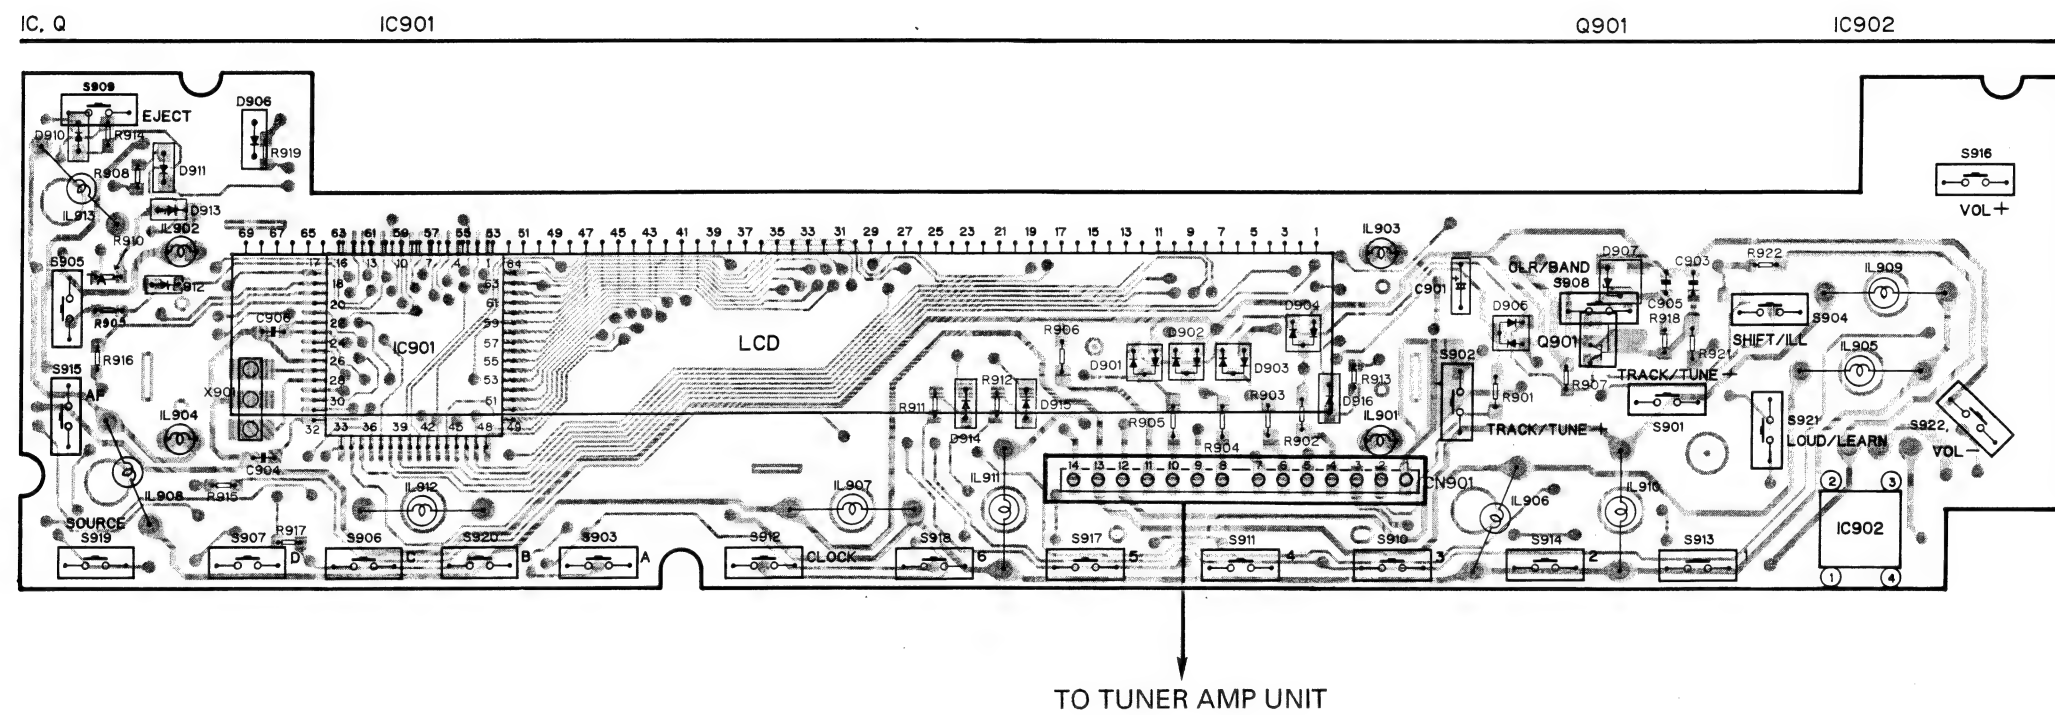 IC, Q IC901 Q901 IC902
S909
EJECT
D906
D910
R914
R919
R908
D911
S916
VOL+
IL913
D913
R910
IL902
69 67 65 63 61 59 57 55 53 51 49 47 45 43 41 39 37 35 33 31 29 27 25 23 21 19 17 15 13 11 9 7 5 3 1
IL903
S905
TA
17 16 13 10 7 4 1 64
18
63
20
61
22
59
24
57
26
55
28
53
30
51
32
33 36 39 42 45 48 49
C906
IC901
LCD
X901
R916
S915
AF
IL904
C904
R915
IL908
SOURCE
R906
D901
D902
D903
D904
R911
D914
R912
D915
R905
R904
R903
R902
D916
R913
IL901
C901
CLR/BAND
S908
D907
D906
Q901
C905
C903
R918
R921
R922
IL909
S904
SHIFT/ILL
IL905
S902
R901
R907
TRACK/TUNE +
S901
TRACK/TUNE +
S921
LOUD/LEARN
S922,
VOL-
14 13 12 11 10 9 8 7 6 5 4 3 2 1
CN901
IL912
IL907
IL911
IL906
IL910
2 3
IC902
1 4
S919
S907
D
R917
S906
C
S920
B
S903
A
S912
CLOCK
S918
6
S917
5
S911
4
S910
3
S914
2
S913
1
TO TUNER AMP UNIT